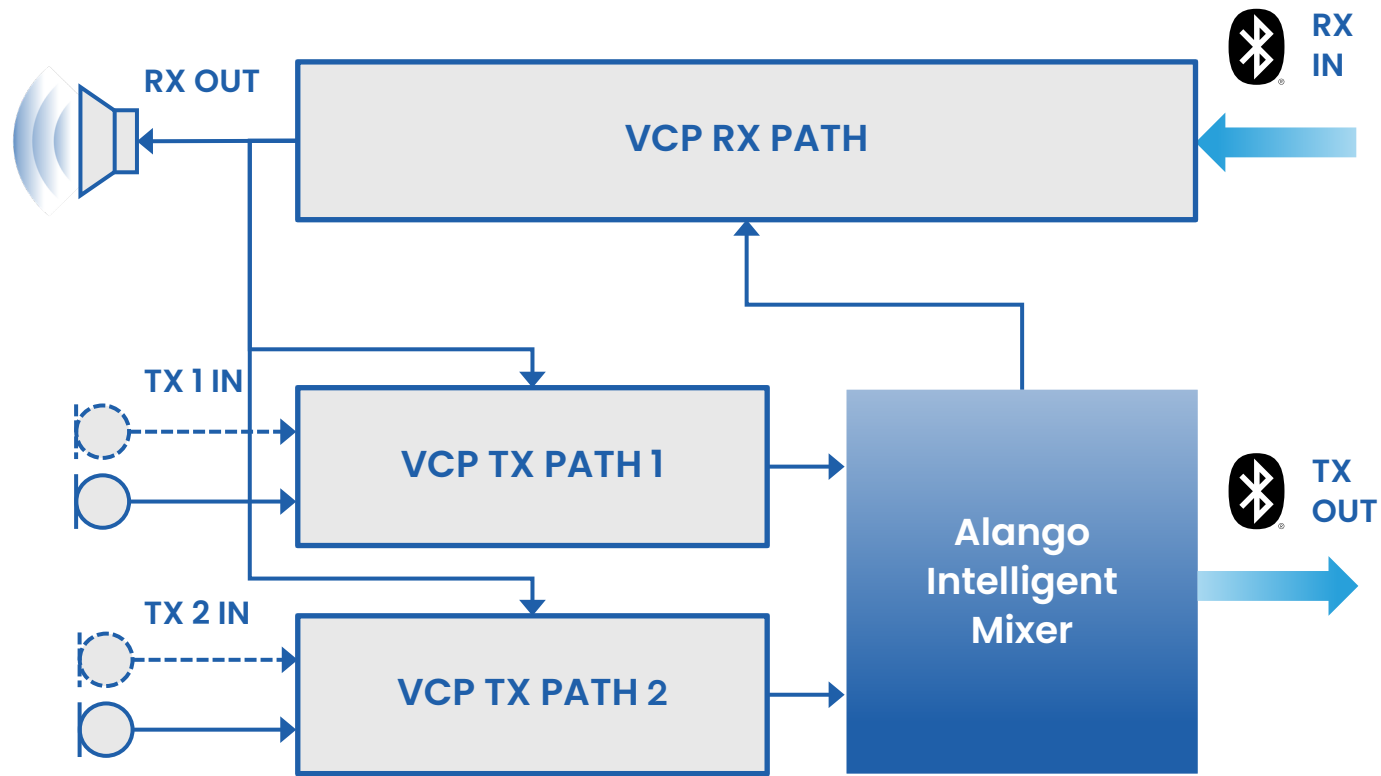 RX OUT
VCP RX PATH
RX
IN
®
TX 1 IN
VCP TX PATH 1
TX
OUT
®
Alango
Intelligent
Mixer
TX 2 IN
VCP TX PATH 2